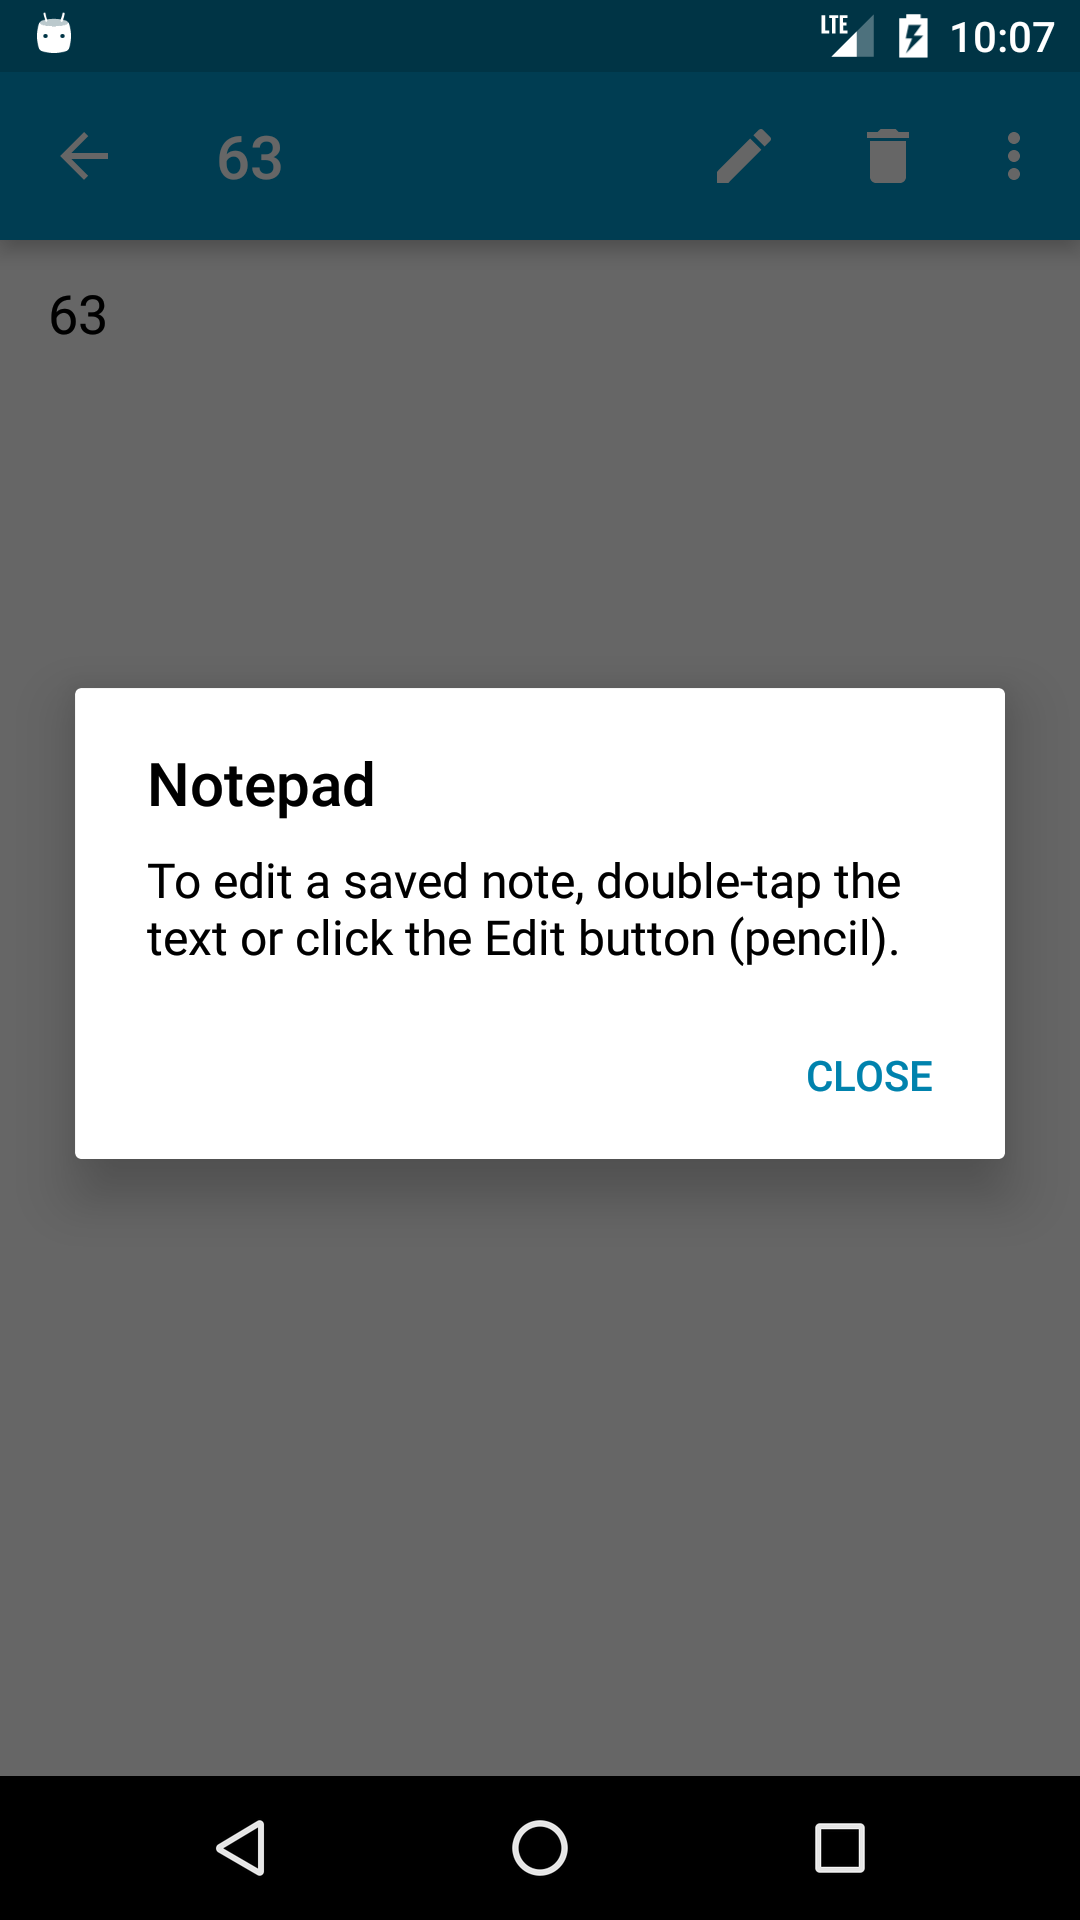 LTE 10:07
63
63
Notepad
To edit a saved note, double-tap the
text or click the Edit button (pencil).
CLOSE